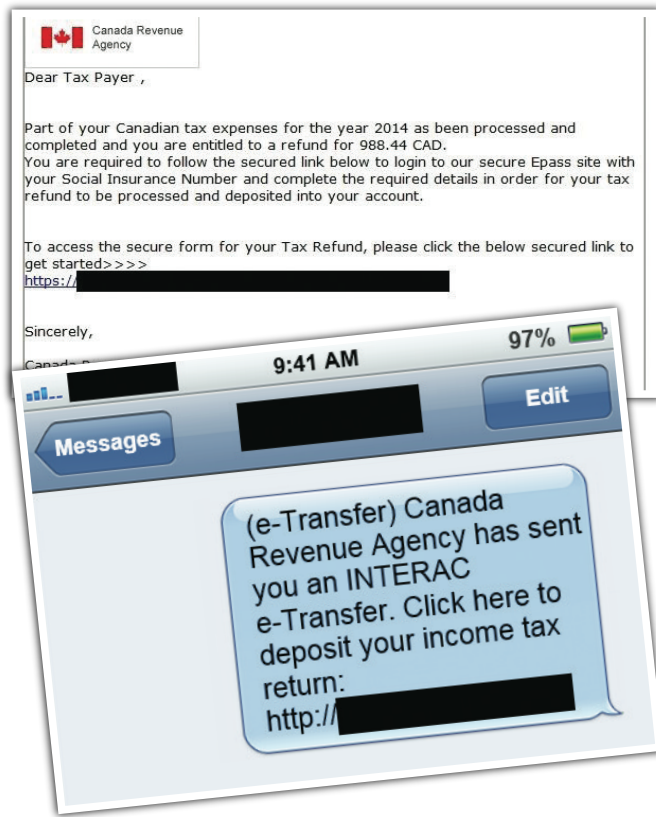 Canada Revenue
Agency
Dear Tax Payer ,
Part of your Canadian tax expenses for the year 2014 as been processed and
completed and you are entitled to a refund for 988.44 CAD.
You are required to follow the secured link below to login to our secure Epass site with
your Social Insurance Number and complete the required details in order for your tax
refund to be processed and deposited into your account.
To access the secure form for your Tax Refund, please click the below secured link to
get started>>>>
https://
Sincerely,
Canada
9:41 AM
97%
Messages
Edit
(e-Transfer) Canada
Revenue Agency has sent
you an INTERAC
e-Transfer. Click here to
deposit your income tax
return:
http://